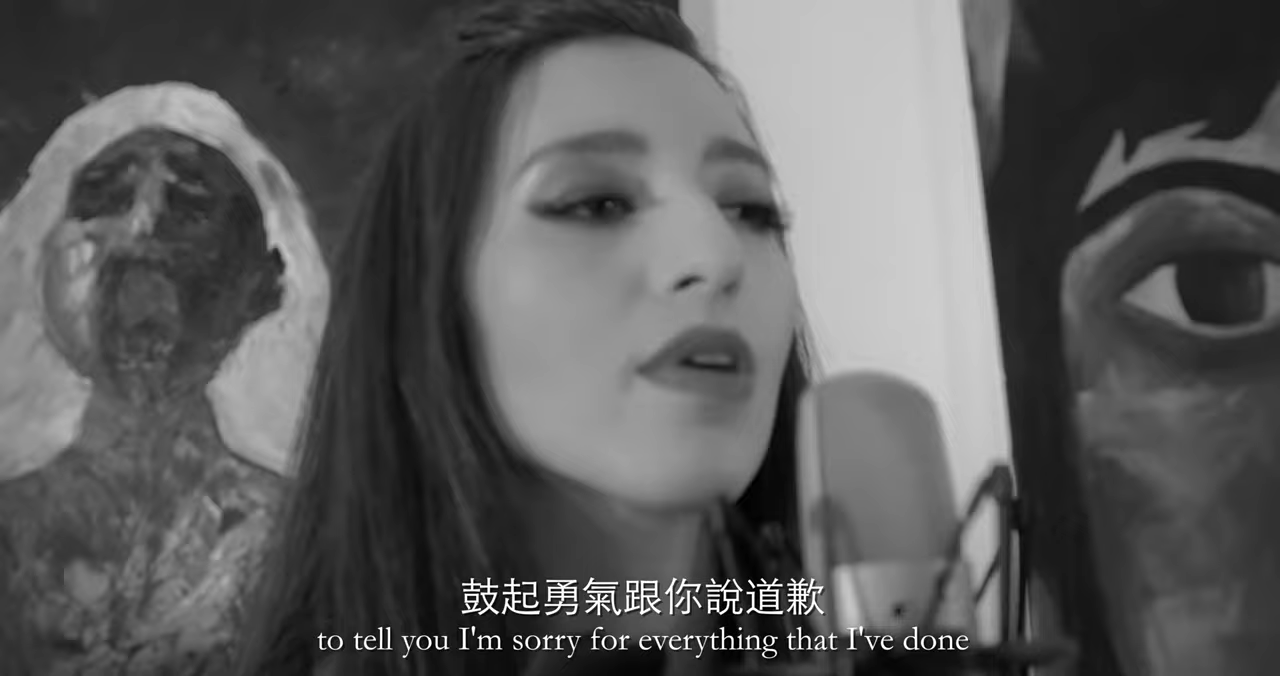 鼓起勇氣跟你說道歉
to tell you I'm sorry for everything that I've done